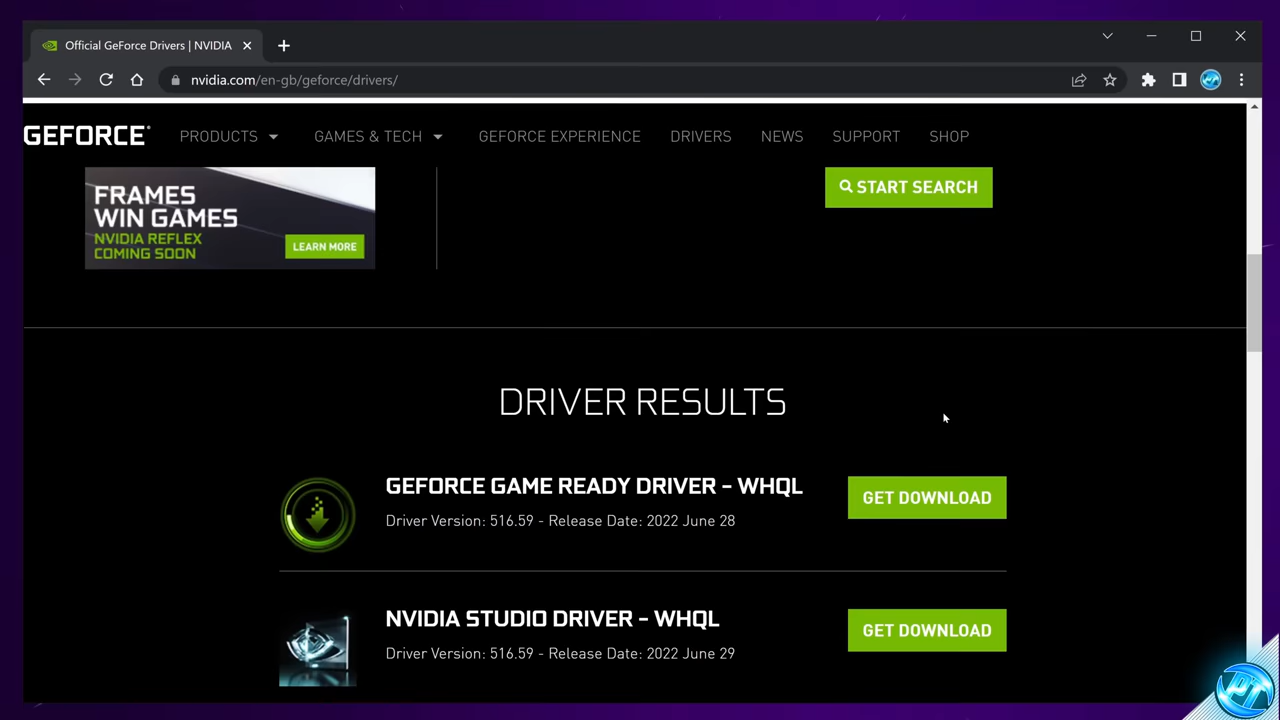 Official GeForce Drivers | NVIDIA
nvidia.com/en-gb/geforce/drivers/
GEFORCE® PRODUCTS GAMES & TECH GEFORCE EXPERIENCE DRIVERS NEWS SUPPORT SHOP
FRAMES
WIN GAMES
NVIDIA REFLEX
COMING SOON
LEARN MORE
START SEARCH
DRIVER RESULTS
GEFORCE GAME READY DRIVER - WHQL
Driver Version: 516.59 - Release Date: 2022 June 28
GET DOWNLOAD
NVIDIA STUDIO DRIVER - WHQL
Driver Version: 516.59 - Release Date: 2022 June 29
GET DOWNLOAD
PT